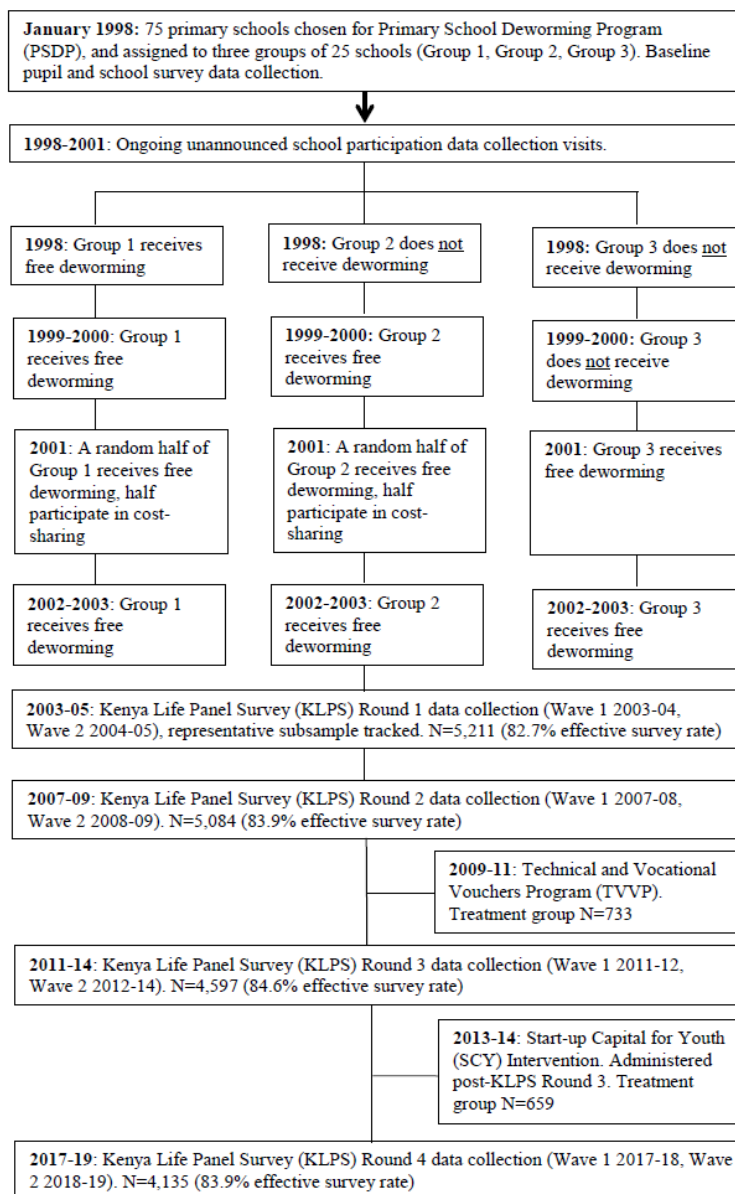 January 1998: 75 primary schools chosen for Primary School Deworming Program
(PSDP), and assigned to three groups of 25 schools (Group 1, Group 2, Group 3). Baseline
pupil and school survey data collection.
1998-2001: Ongoing unannounced school participation data collection visits.
1998: Group 1 receives
free deworming
1998: Group 2 does not
receive deworming
1998: Group 3 does not
receive deworming
1999-2000: Group 1
receives free
deworming
1999-2000: Group 2
receives free
deworming
1999-2000: Group 3
does not receive
deworming
2001: A random half of
Group 1 receives free
deworming, half
participate in cost-
sharing
2001: A random half of
Group 2 receives free
deworming, half
participate in cost-
sharing
2001: Group 3 receives
free deworming
2002-2003: Group 1
receives free
deworming
2002-2003: Group 2
receives free
deworming
2002-2003: Group 3
receives free
deworming
2003-05: Kenya Life Panel Survey (KLPS) Round 1 data collection (Wave 1 2003-04,
Wave 2 2004-05), representative subsample tracked. N=5,211 (82.7% effective survey rate)
2007-09: Kenya Life Panel Survey (KLPS) Round 2 data collection (Wave 1 2007-08,
Wave 2 2008-09). N=5,084 (83.9% effective survey rate)
2009-11: Technical and Vocational
Vouchers Program (TVVP).
Treatment group N=733
2011-14: Kenya Life Panel Survey (KLPS) Round 3 data collection (Wave 1 2011-12,
Wave 2 2012-14). N=4,597 (84.6% effective survey rate)
2013-14: Start-up Capital for Youth
(SCY) Intervention. Administered
post-KLPS Round 3. Treatment
group N=659
2017-19: Kenya Life Panel Survey (KLPS) Round 4 data collection (Wave 1 2017-18, Wave
2 2018-19). N=4,135 (83.9% effective survey rate)